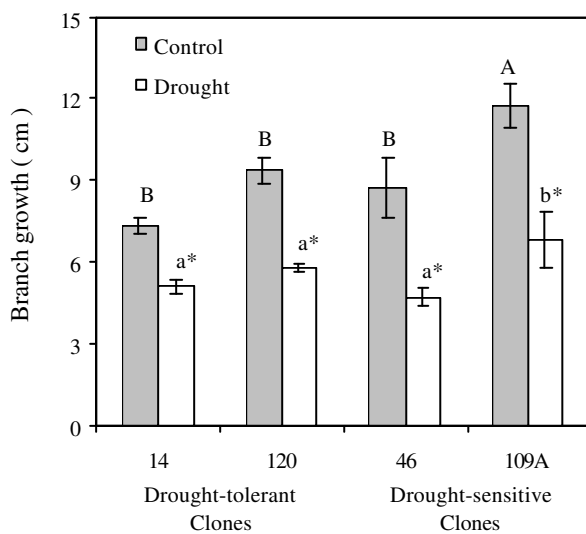 15
12
9
6
3
0
Branch growth ( cm )
Control
Drought
B
a*
B
a*
B
a*
A
b*
14 120 46 109A
Drought-tolerant Drought-sensitive
Clones Clones